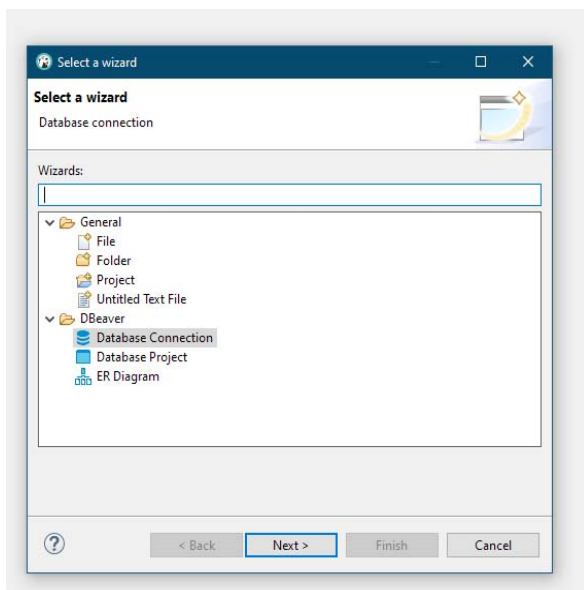 Select a wizard
Select a wizard
Database connection
Wizards:
General
File
Folder
Project
Untitled Text File
DBeaver
Database Connection
Database Project
ER Diagram
?
< Back Next > Finish Cancel